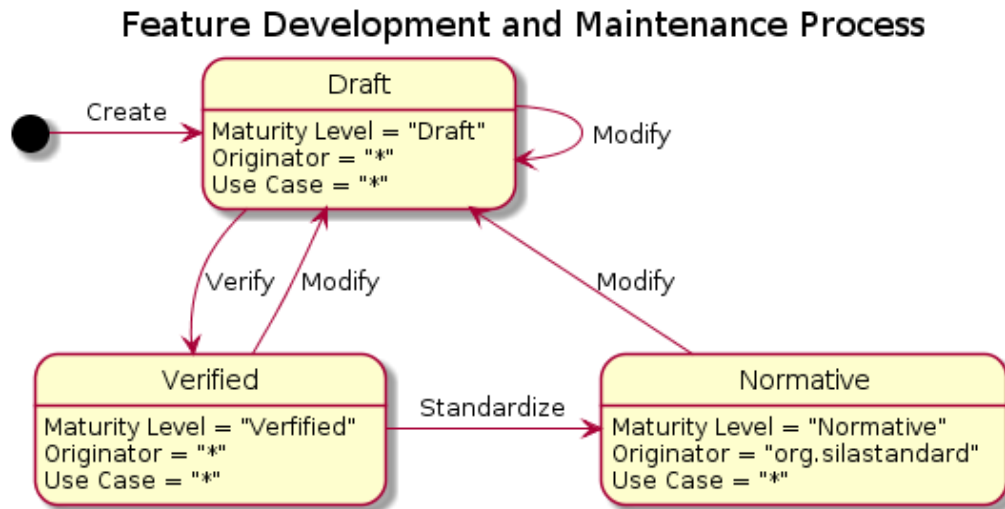 Feature Development and Maintenance Process
Draft
Create
Maturity Level = "Draft"
Originator = "*"
Use Case = "*"
Modify
Verify
Modify
Modify
Verified
Maturity Level = "Verfified"
Originator = "*"
Use Case = "*"
Standardize
Normative
Maturity Level = "Normative"
Originator = "org.silastandard"
Use Case = "*"